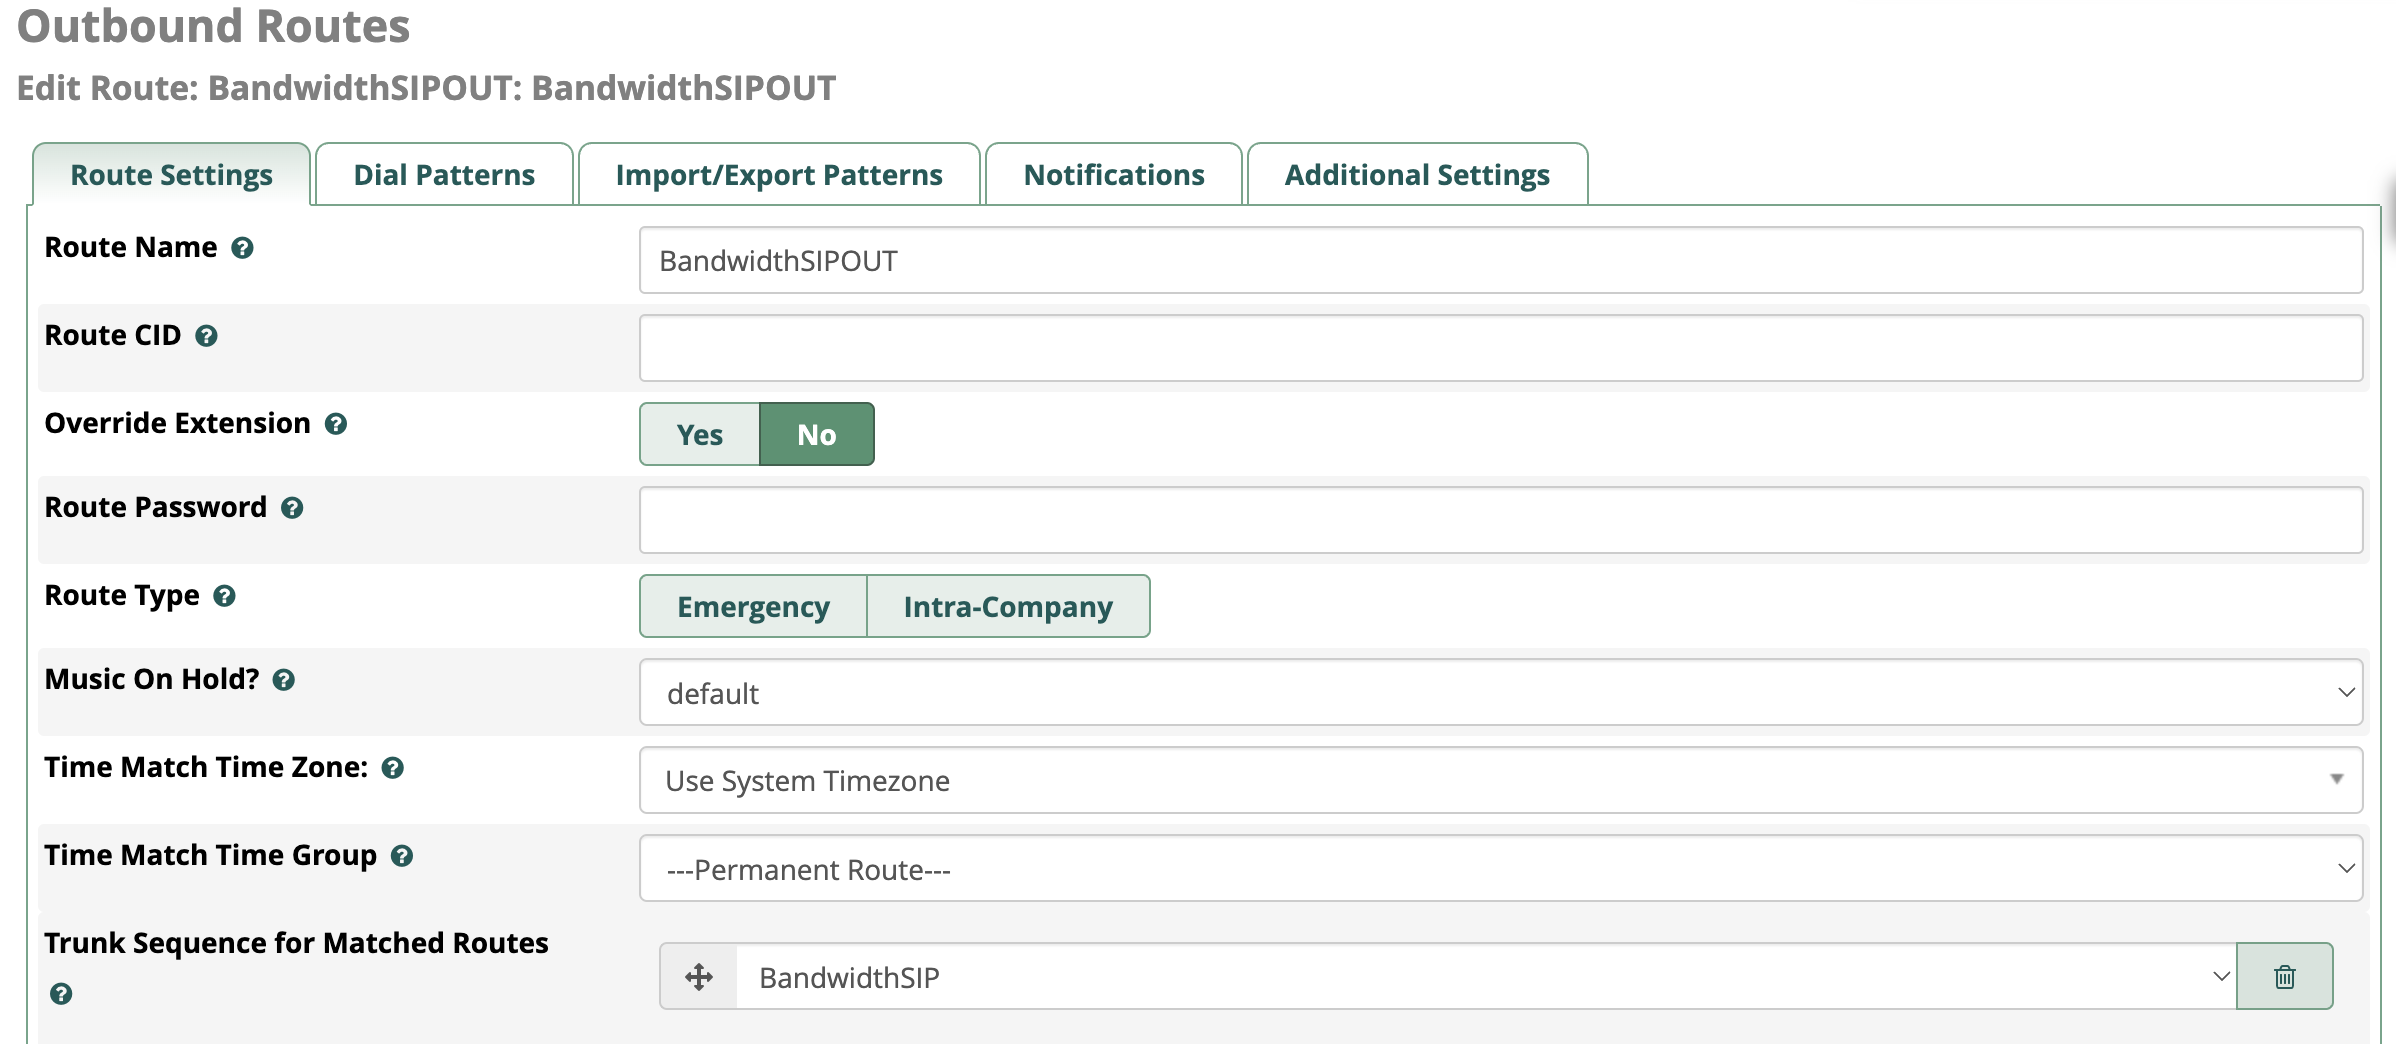 Outbound Routes
Edit Route: BandwidthSIPOUT: BandwidthSIPOUT
Route Settings Dial Patterns Import/Export Patterns Notifications Additional Settings
Route Name BandwidthSIPOUT
Route CID
Override Extension Yes No
Route Password
Route Type Emergency Intra-Company
Music On Hold? default
Time Match Time Zone: Use System Timezone
Time Match Time Group ---Permanent Route---
Trunk Sequence for Matched Routes BandwidthSIP